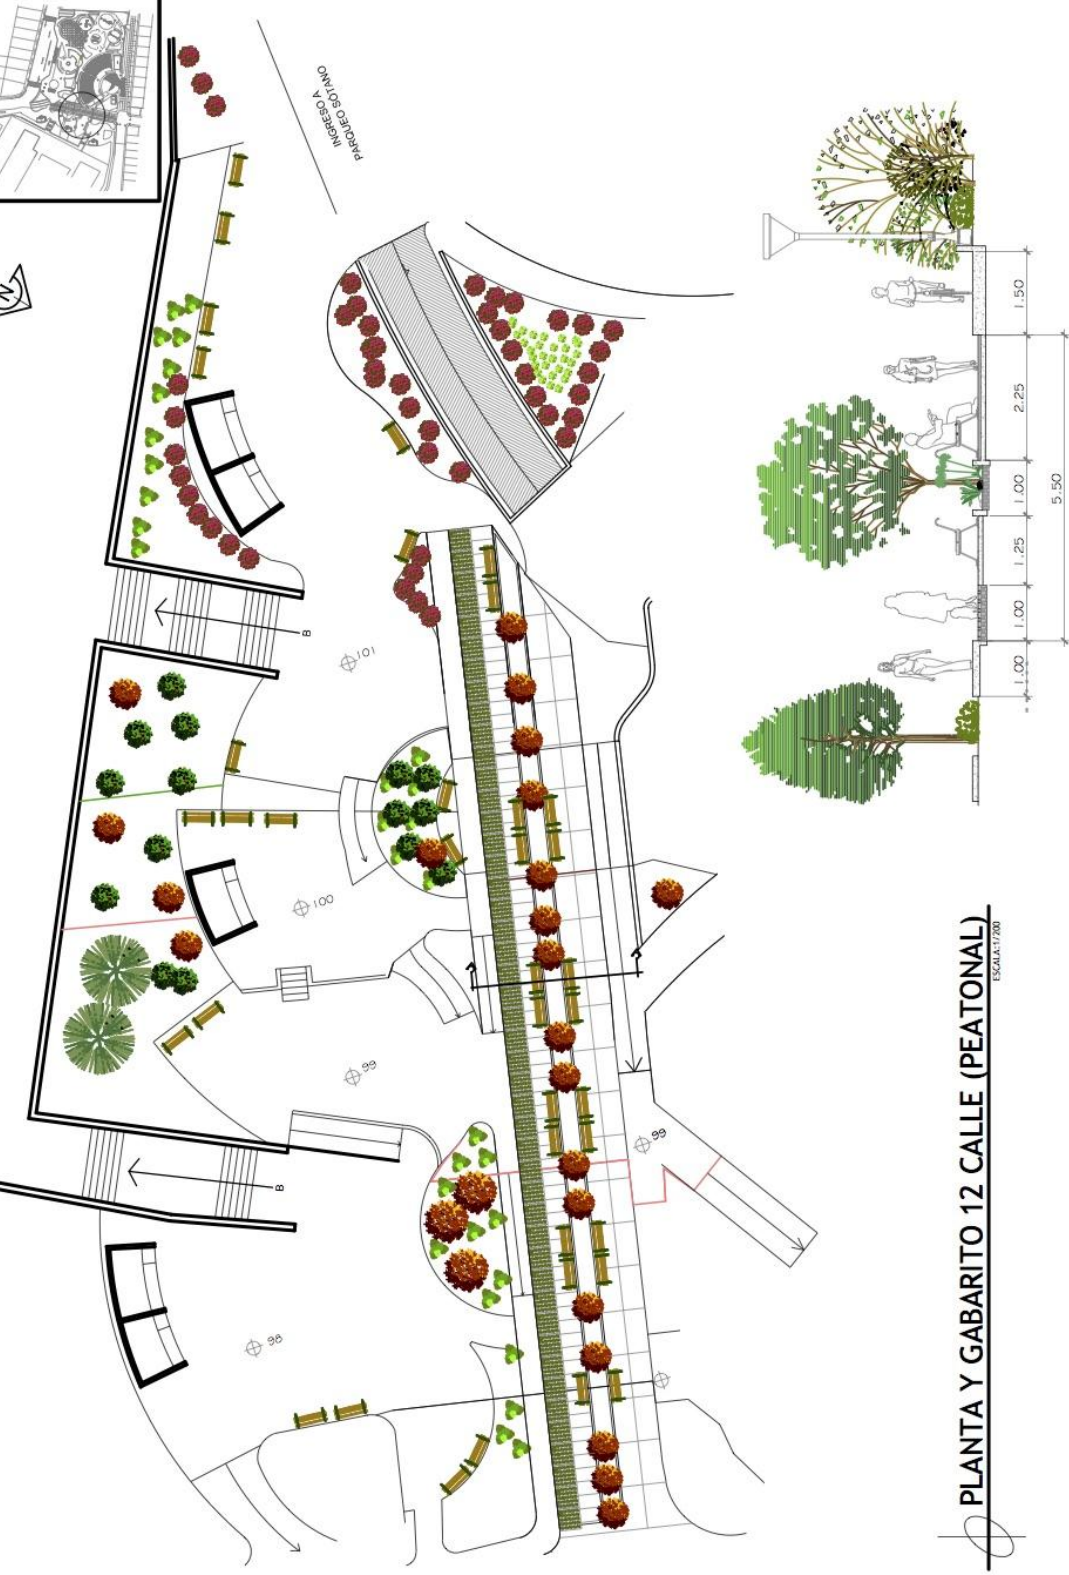 N
INGRESO A
PARQUEO SÓTANO
B
101
100
99
99
B
98
1.50
2.25
1.00
1.25
1.00
1.00
5.50
PLANTA Y GABARITO 12 CALLE (PEATONAL)
ESCALA:1/200